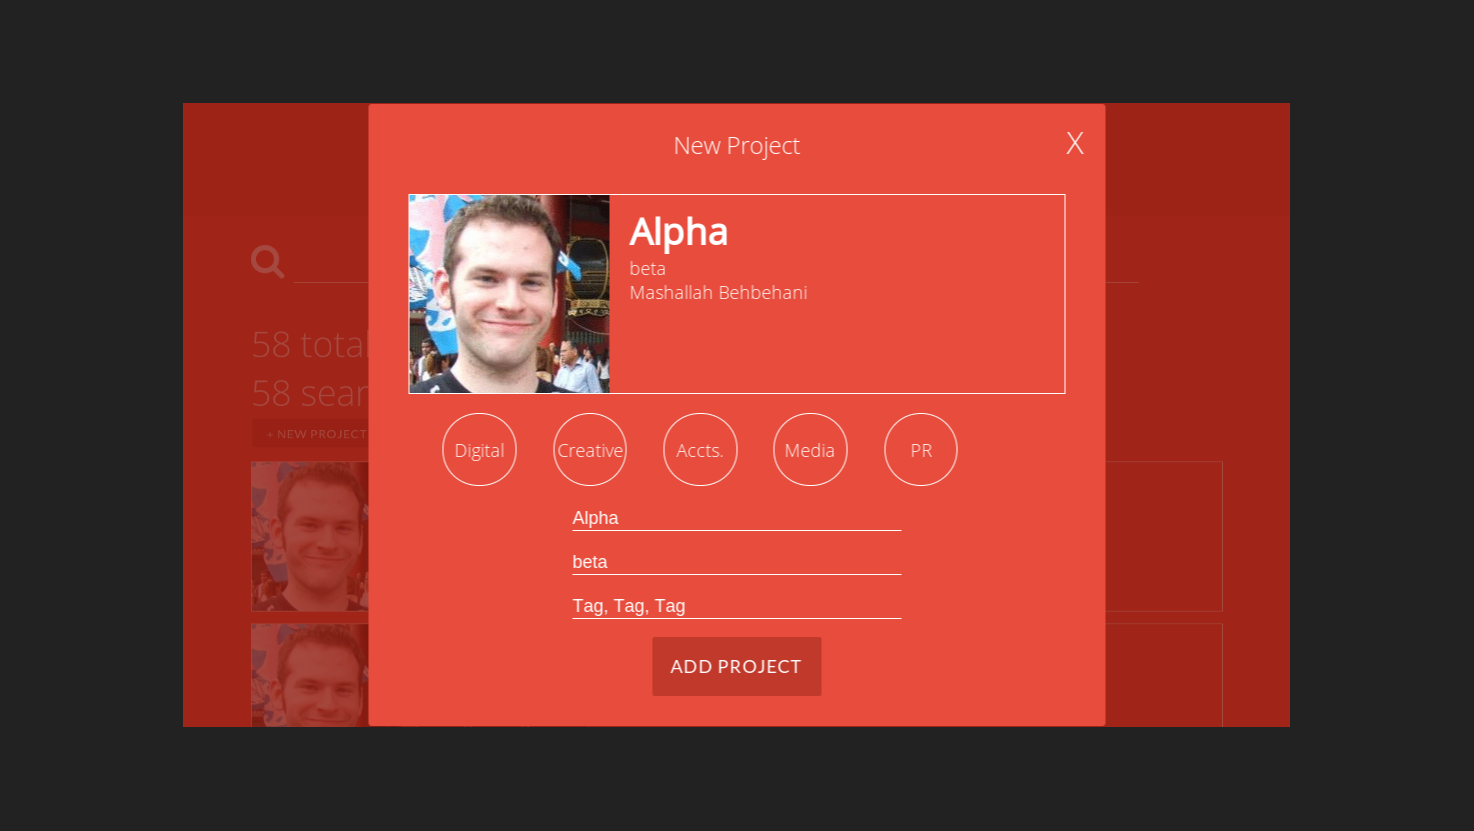 New Project
X
Alpha
beta
Mashallah Behbehani
58 total
58 sear
+ NEW PROJECT
Digital
Creative
Accts.
Media
PR
Alpha
beta
Tag, Tag, Tag
ADD PROJECT